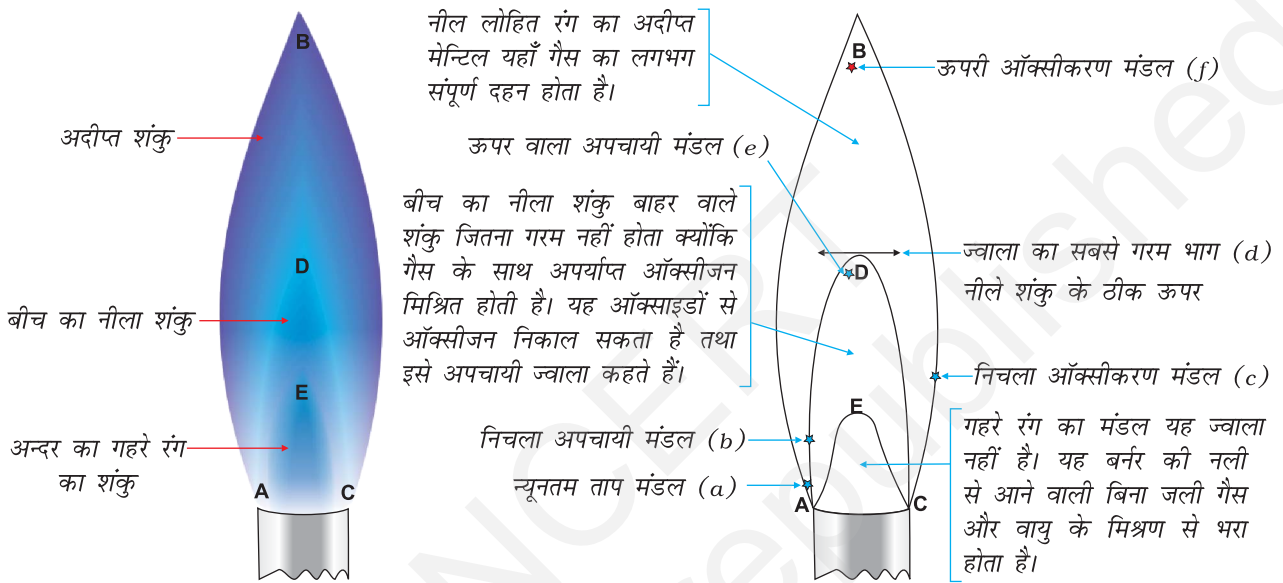 B
अदीप्त शंकु
D
बीच का नीला शंकु
E
अन्दर का गहरे रंग
का शंकु
A
C
नील लोहित रंग का अदीप्त
मेन्टिल यहाँ गैस का लगभग
संपूर्ण दहन होता है।
B
ऊपरी ऑक्सीकरण मंडल (f)
ऊपर वाला अपचायी मंडल (e)
बीच का नीला शंकु बाहर वाले
शंकु जितना गरम नहीं होता क्योंकि
गैस के साथ अपर्याप्त ऑक्सीजन
मिश्रित होती है। यह ऑक्साइडों से
ऑक्सीजन निकाल सकता है तथा
इसे अपचायी ज्वाला कहते हैं।
D
ज्वाला का सबसे गरम भाग (d)
नीले शंकु के ठीक ऊपर
निचला ऑक्सीकरण मंडल (c)
E
निचला अपचायी मंडल (b)
न्यूनतम ताप मंडल (a)
A
C
गहरे रंग का मंडल यह ज्वाला
नहीं है। यह बर्नर की नली
से आने वाली बिना जली गैस
और वायु के मिश्रण से भरा
होता है।
NCERT
republished